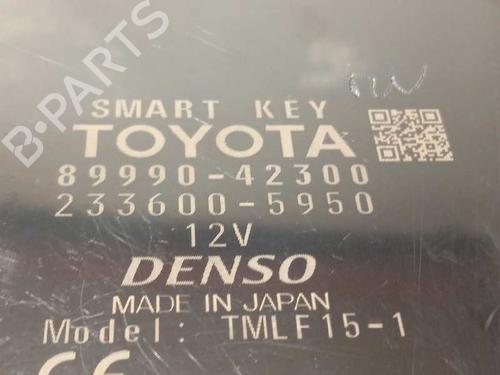 SMART KEY
TOYOTA
89990-42300
233600-5950
12V
DENSO
MADE IN JAPAN
Model: TMLF15-1
CE
B-PARTS